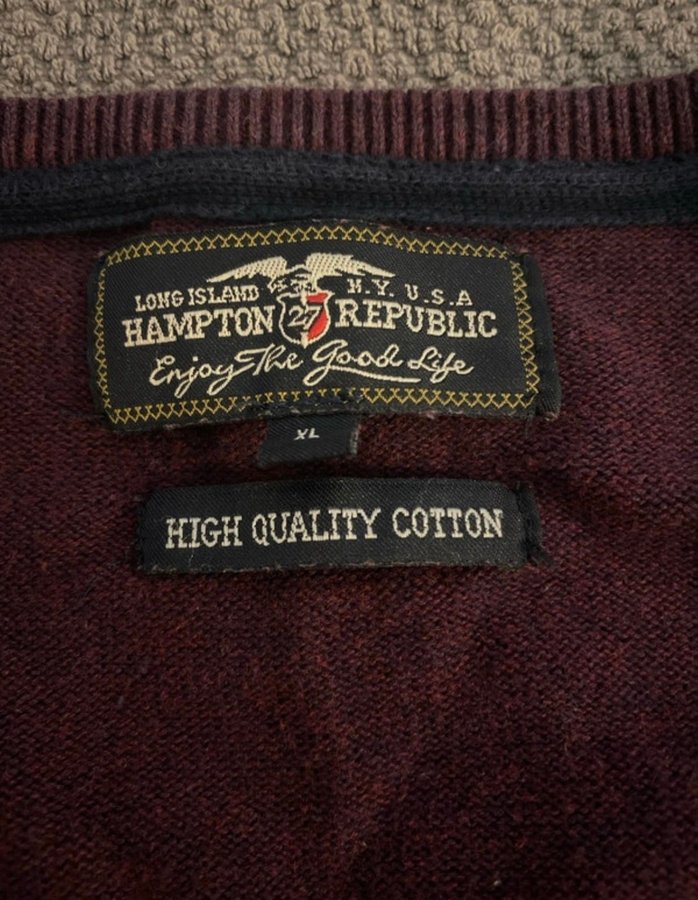 LONG ISLAND N.Y. U.S.A
HAMPTON 27 REPUBLIC
Enjoy The Good Life
XL
HIGH QUALITY COTTON